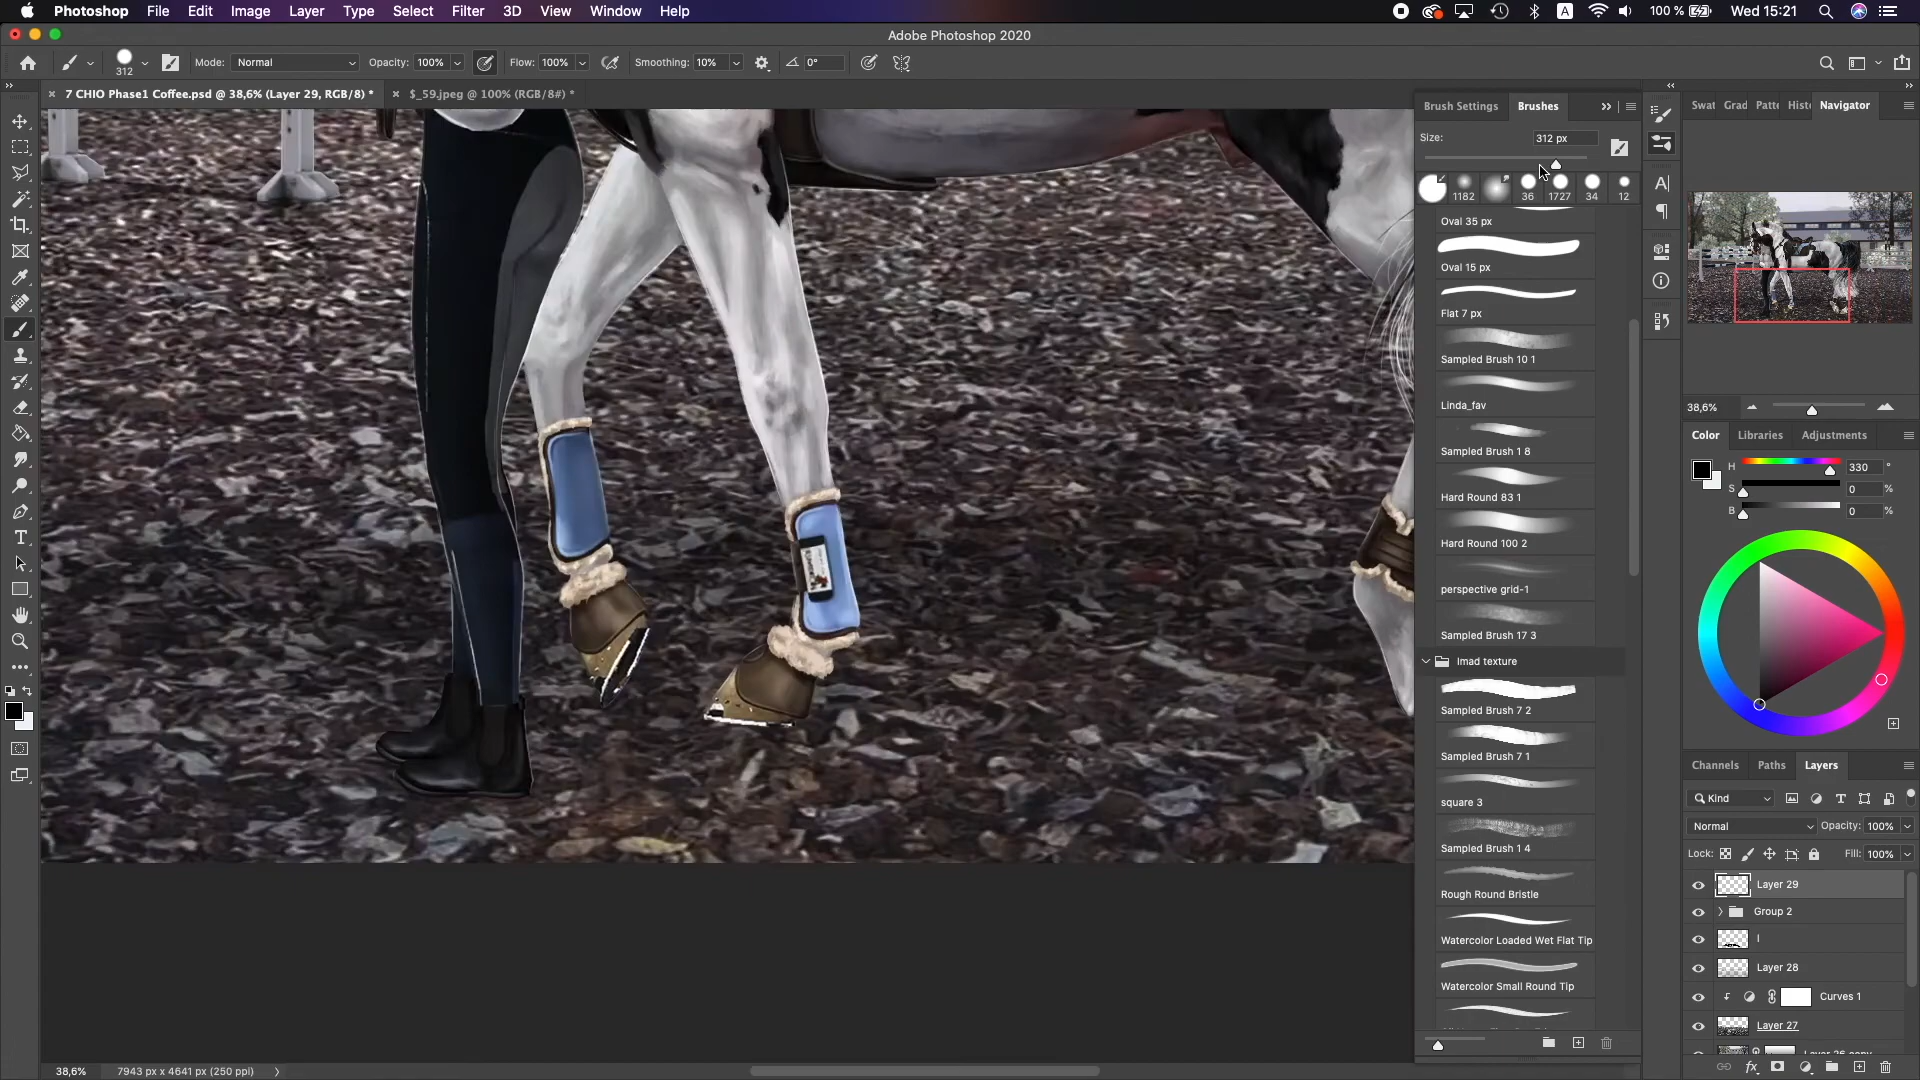 Photoshop File Edit Image Layer Type Select Filter 3D View Window Help A 100 % Wed 15:21
Adobe Photoshop 2020
312 Mode: Normal Opacity: 100% Flow: 100% Smoothing: 10% 0°
7 CHIO Phase1 Coffee.psd @ 38,6% (Layer 29, RGB/8) * $_59.jpeg @ 100% (RGB/8#) *
Brush Settings Brushes
Size: 312 px
1182 36 1727 34 12
Oval 35 px
Oval 15 px
Flat 7 px
Sampled Brush 10 1
Linda_fav
Sampled Brush 1 8
Hard Round 83 1
Hard Round 100 2
perspective grid-1
Sampled Brush 17 3
Imad texture
Sampled Brush 7 2
Sampled Brush 7 1
square 3
Sampled Brush 1 4
Rough Round Bristle
Watercolor Loaded Wet Flat Tip
Watercolor Small Round Tip
Swat Grad Patte Histo Navigator
38,6%
Color Libraries Adjustments
H 330 °
S 0 %
B 0 %
Channels Paths Layers
Kind
Normal Opacity: 100%
Lock: Fill: 100%
Layer 29
Group 2
l
Layer 28
Curves 1
Layer 27
Layer 26 copy
38,6% 7943 px x 4641 px (250 ppi)